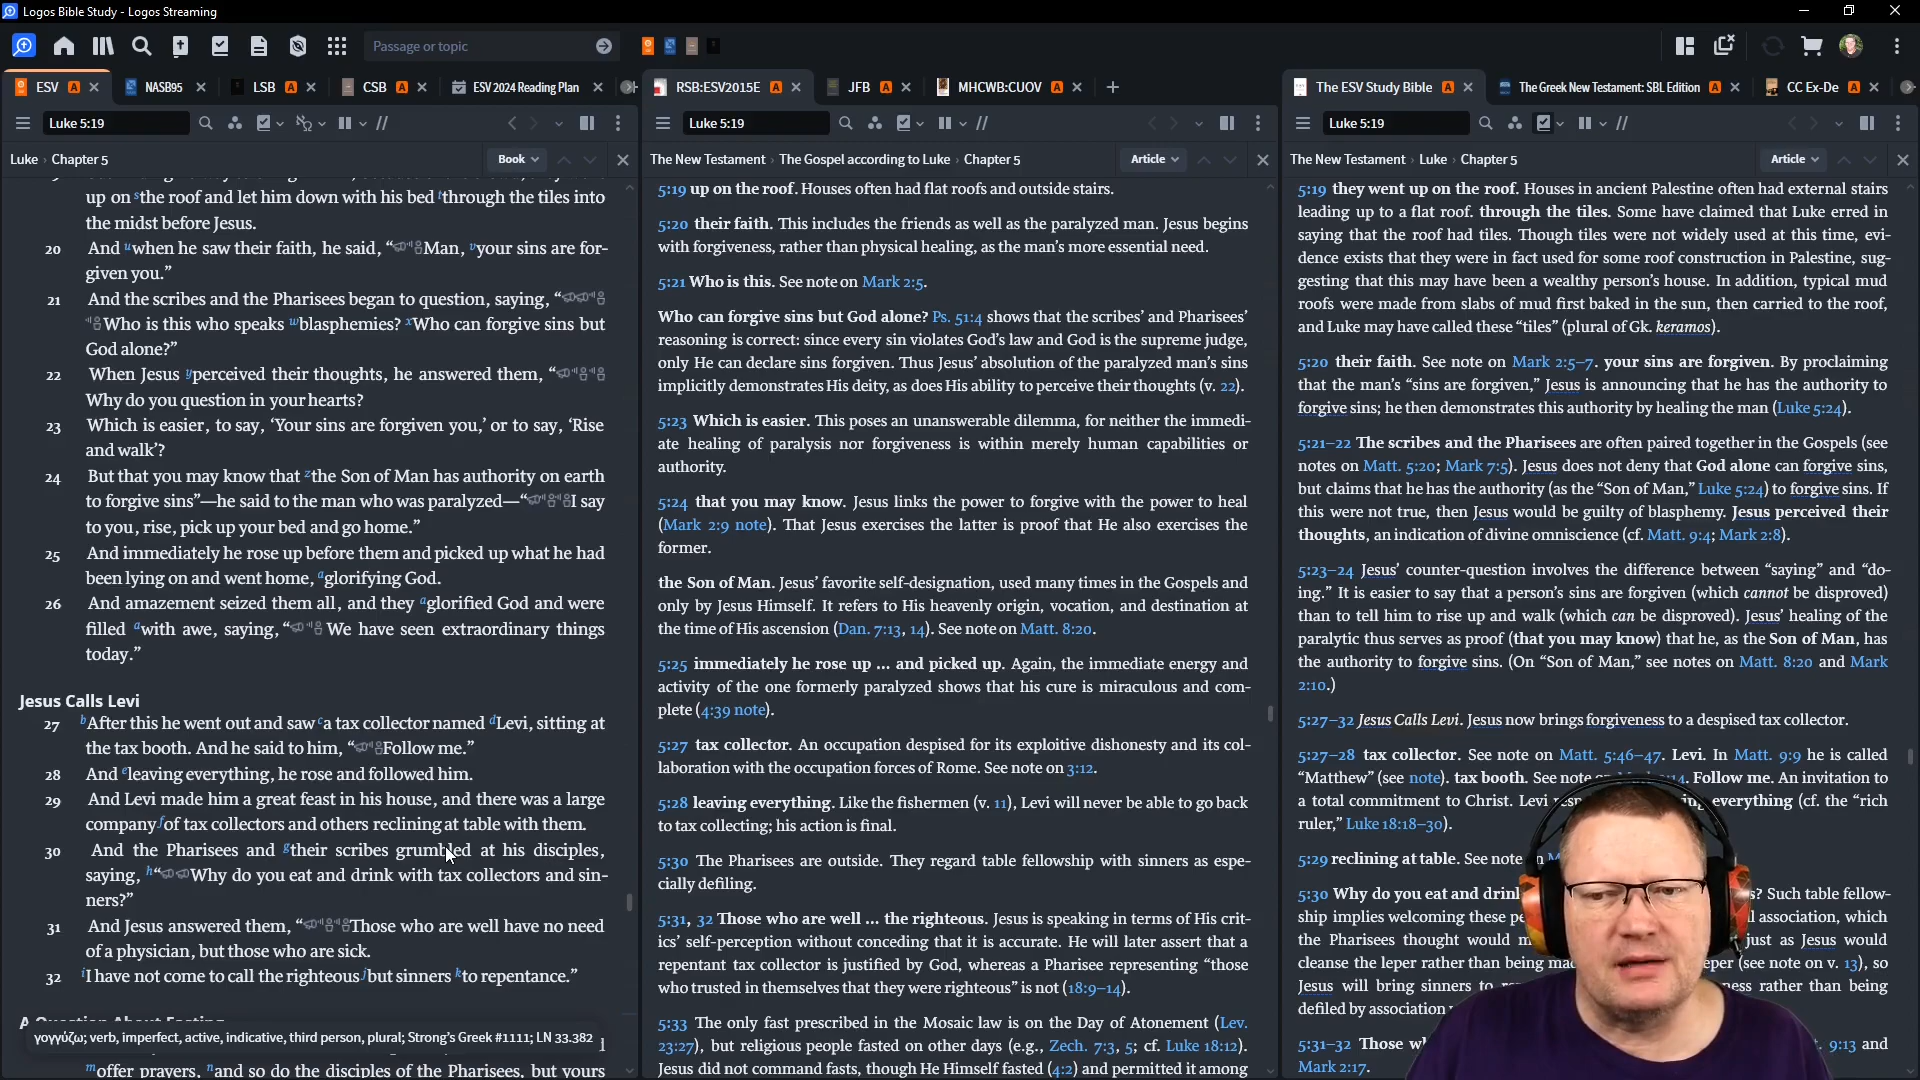 Logos Bible Study - Logos Streaming
Passage or topic
ESV A
NASB95
LSB A
CSB A
ESV 2024 Reading Plan
Luke 5:19
Luke › Chapter 5
Book
up on sthe roof and let him down with his bed tthrough the tiles into
the midst before Jesus.
20 And uwhen he saw their faith, he said, “Man, vyour sins are for-
given you.”
21 And the scribes and the Pharisees began to question, saying, “
Who is this who speaks wblasphemies? xWho can forgive sins but
God alone?”
22 When Jesus yperceived their thoughts, he answered them, “
Why do you question in your hearts?
23 Which is easier, to say, ‘Your sins are forgiven you,’ or to say, ‘Rise
and walk’?
24 But that you may know that zthe Son of Man has authority on earth
to forgive sins”—he said to the man who was paralyzed—“I say
to you, rise, pick up your bed and go home.”
25 And immediately he rose up before them and picked up what he had
been lying on and went home, aglorifying God.
26 And amazement seized them all, and they aglorified God and were
filled awith awe, saying, “We have seen extraordinary things
today.”
Jesus Calls Levi
27 bAfter this he went out and saw ca tax collector named dLevi, sitting at
the tax booth. And he said to him, “Follow me.”
28 And eleaving everything, he rose and followed him.
29 And Levi made him a great feast in his house, and there was a large
company fof tax collectors and others reclining at table with them.
30 And the Pharisees and gtheir scribes grumbled at his disciples,
saying, h“Why do you eat and drink with tax collectors and sin-
ners?”
31 And Jesus answered them, “Those who are well have no need
of a physician, but those who are sick.
32 iI have not come to call the righteous jbut sinners kto repentance.”
A Question About Fasting
γογγύζω; verb, imperfect, active, indicative, third person, plural; Strong’s Greek #1111; LN 33.382
moffer prayers, nand so do the disciples of the Pharisees, but yours
RSB:ESV2015E A
JFB A
MHCWB:CUOV A
Luke 5:19
The New Testament › The Gospel according to Luke › Chapter 5
Article
5:19 up on the roof. Houses often had flat roofs and outside stairs.
5:20 their faith. This includes the friends as well as the paralyzed man. Jesus begins
with forgiveness, rather than physical healing, as the man’s more essential need.
5:21 Who is this. See note on Mark 2:5.
Who can forgive sins but God alone? Ps. 51:4 shows that the scribes’ and Pharisees’
reasoning is correct: since every sin violates God’s law and God is the supreme judge,
only He can declare sins forgiven. Thus Jesus’ absolution of the paralyzed man’s sins
implicitly demonstrates His deity, as does His ability to perceive their thoughts (v. 22).
5:23 Which is easier. This poses an unanswerable dilemma, for neither the immedi-
ate healing of paralysis nor forgiveness is within merely human capabilities or
authority.
5:24 that you may know. Jesus links the power to forgive with the power to heal
(Mark 2:9 note). That Jesus exercises the latter is proof that He also exercises the
former.
the Son of Man. Jesus’ favorite self-designation, used many times in the Gospels and
only by Jesus Himself. It refers to His heavenly origin, vocation, and destination at
the time of His ascension (Dan. 7:13, 14). See note on Matt. 8:20.
5:25 immediately he rose up ... and picked up. Again, the immediate energy and
activity of the one formerly paralyzed shows that his cure is miraculous and com-
plete (4:39 note).
5:27 tax collector. An occupation despised for its exploitive dishonesty and its col-
laboration with the occupation forces of Rome. See note on 3:12.
5:28 leaving everything. Like the fishermen (v. 11), Levi will never be able to go back
to tax collecting; his action is final.
5:30 The Pharisees are outside. They regard table fellowship with sinners as espe-
cially defiling.
5:31, 32 Those who are well ... the righteous. Jesus is speaking in terms of His crit-
ics’ self-perception without conceding that it is accurate. He will later assert that a
repentant tax collector is justified by God, whereas a Pharisee representing “those
who trusted in themselves that they were righteous” is not (18:9–14).
5:33 The only fast prescribed in the Mosaic law is on the Day of Atonement (Lev.
23:27), but religious people fasted on other days (e.g., Zech. 7:3, 5; cf. Luke 18:12).
Jesus did not command fasts, though He Himself fasted (4:2) and permitted it among
The ESV Study Bible A
The Greek New Testament: SBL Edition A
CC Ex-De A
Luke 5:19
The New Testament › Luke › Chapter 5
Article
5:19 they went up on the roof. Houses in ancient Palestine often had external stairs
leading up to a flat roof. through the tiles. Some have claimed that Luke erred in
saying that the roof had tiles. Though tiles were not widely used at this time, evi-
dence exists that they were in fact used for some roof construction in Palestine, sug-
gesting that this may have been a wealthy person’s house. In addition, typical mud
roofs were made from slabs of mud first baked in the sun, then carried to the roof,
and Luke may have called these “tiles” (plural of Gk. keramos).
5:20 their faith. See note on Mark 2:5–7. your sins are forgiven. By proclaiming
that the man’s “sins are forgiven,” Jesus is announcing that he has the authority to
forgive sins; he then demonstrates this authority by healing the man (Luke 5:24).
5:21–22 The scribes and the Pharisees are often paired together in the Gospels (see
notes on Matt. 5:20; Mark 7:5). Jesus does not deny that God alone can forgive sins,
but claims that he has the authority (as the “Son of Man,” Luke 5:24) to forgive sins. If
this were not true, then Jesus would be guilty of blasphemy. Jesus perceived their
thoughts, an indication of divine omniscience (cf. Matt. 9:4; Mark 2:8).
5:23–24 Jesus’ counter-question involves the difference between “saying” and “do-
ing.” It is easier to say that a person’s sins are forgiven (which cannot be disproved)
than to tell him to rise up and walk (which can be disproved). Jesus’ healing of the
paralytic thus serves as proof (that you may know) that he, as the Son of Man, has
the authority to forgive sins. (On “Son of Man,” see notes on Matt. 8:20 and Mark
2:10.)
5:27–32 Jesus Calls Levi. Jesus now brings forgiveness to a despised tax collector.
5:27–28 tax collector. See note on Matt. 5:46–47. Levi. In Matt. 9:9 he is called
“Matthew” (see note). tax booth. See note 14. Follow me. An invitation to
a total commitment to Christ. Levi everything (cf. the “rich
ruler,” Luke 18:18–30).
5:29 reclining at table. See note
5:30 Why do you eat and Such table fellow-
ship implies welcoming these association, which
the Pharisees thought would just as Jesus would
cleanse the leper rather than being (see note on v. 13), so
Jesus will bring sinners to rather than being
defiled by association
5:31–32 Those 9:13 and
Mark 2:17.